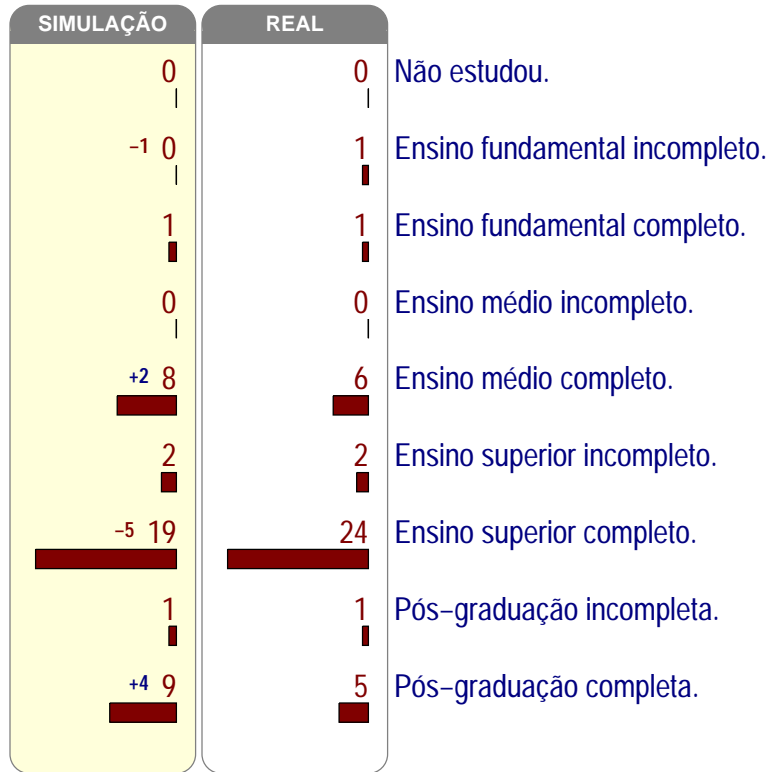 SIMULAÇÃO REAL
0 0 Não estudou.
−1 0 1 Ensino fundamental incompleto.
1 1 Ensino fundamental completo.
0 0 Ensino médio incompleto.
+2 8 6 Ensino médio completo.
2 2 Ensino superior incompleto.
−5 19 24 Ensino superior completo.
1 1 Pós−graduação incompleta.
+4 9 5 Pós−graduação completa.